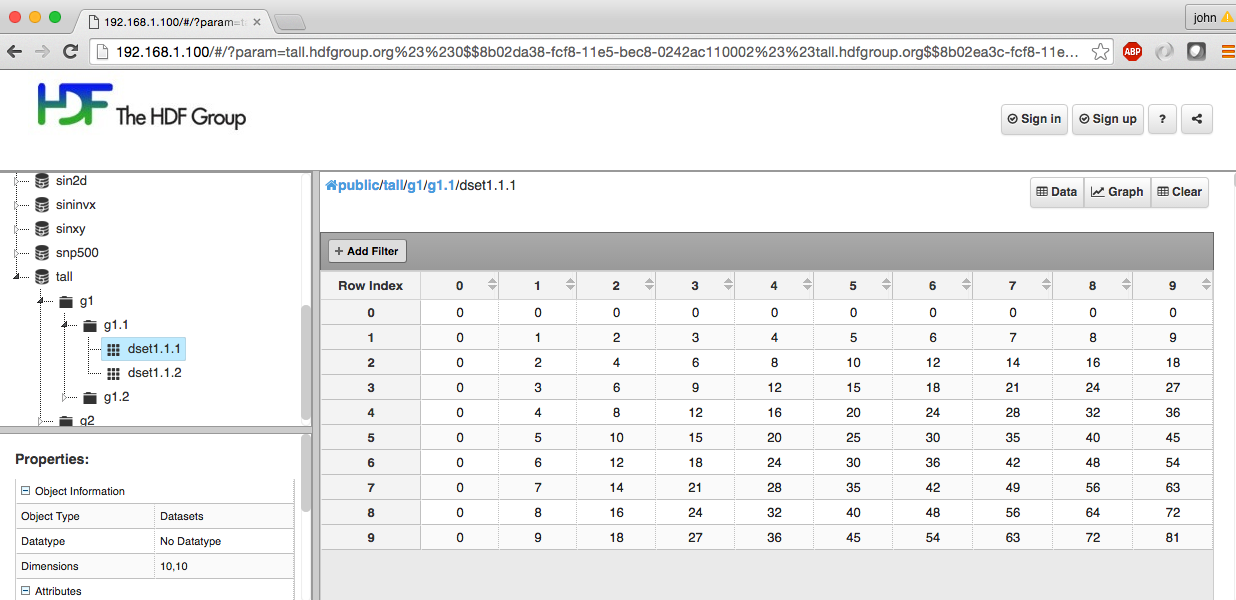 192.168.1.100/#/?param=t
john
192.168.1.100/#/?param=tall.hdfgroup.org%23%230$$8b02da38-fcf8-11e5-bec8-0242ac110002%23%23tall.hdfgroup.org$$8b02ea3c-fcf8-11e...
ABP
HDF The HDF Group
Sign in Sign up ?
sin2d
sininvx
sinxy
snp500
tall
g1
g1.1
dset1.1.1
dset1.1.2
g1.2
g2
Properties:
Object Information
Object Type Datasets
Datatype No Datatype
Dimensions 10,10
Attributes
public/tall/g1/g1.1/dset1.1.1
Data Graph Clear
+ Add Filter
Row Index 0 1 2 3 4 5 6 7 8 9
0 0 0 0 0 0 0 0 0 0 0
1 0 1 2 3 4 5 6 7 8 9
2 0 2 4 6 8 10 12 14 16 18
3 0 3 6 9 12 15 18 21 24 27
4 0 4 8 12 16 20 24 28 32 36
5 0 5 10 15 20 25 30 35 40 45
6 0 6 12 18 24 30 36 42 48 54
7 0 7 14 21 28 35 42 49 56 63
8 0 8 16 24 32 40 48 56 64 72
9 0 9 18 27 36 45 54 63 72 81